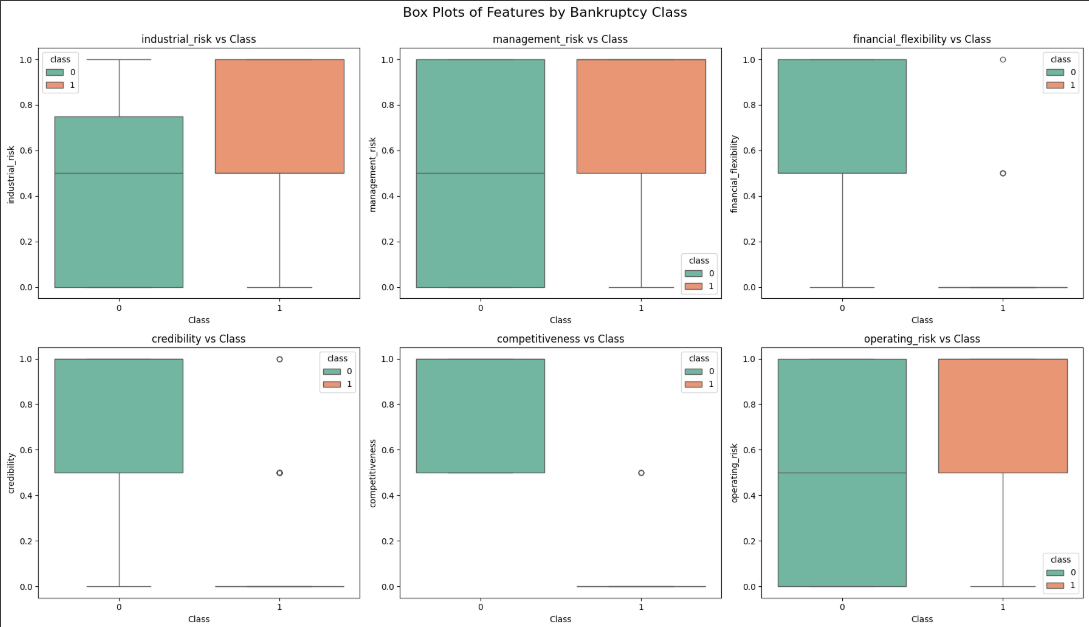 Box Plots of Features by Bankruptcy Class
industrial_risk vs Class
class
0
1
1.0
0.8
0.6
0.4
0.2
0.0
industrial_risk
0
1
Class
management_risk vs Class
1.0
0.8
0.6
0.4
0.2
0.0
management_risk
class
0
1
0
1
Class
financial_flexibility vs Class
class
0
1
1.0
0.8
0.6
0.4
0.2
0.0
financial_flexibility
0
1
Class
credibility vs Class
class
0
1
1.0
0.8
0.6
0.4
0.2
0.0
credibility
0
1
Class
competitiveness vs Class
class
0
1
1.0
0.8
0.6
0.4
0.2
0.0
competitiveness
0
1
Class
operating_risk vs Class
1.0
0.8
0.6
0.4
0.2
0.0
operating_risk
class
0
1
0
1
Class